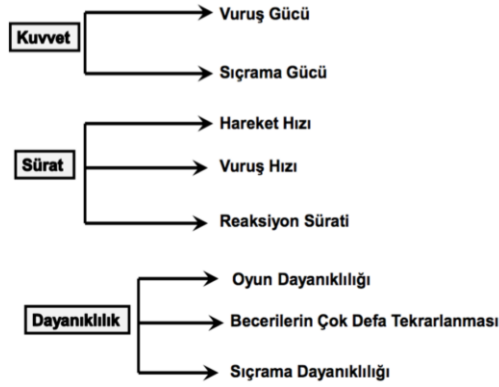 Kuvvet
Vuruş Gücü
Sıçrama Gücü
Sürat
Hareket Hızı
Vuruş Hızı
Reaksiyon Sürati
Dayanıklılık
Oyun Dayanıklılığı
Becerilerin Çok Defa Tekrarlanması
Sıçrama Dayanıklılığı